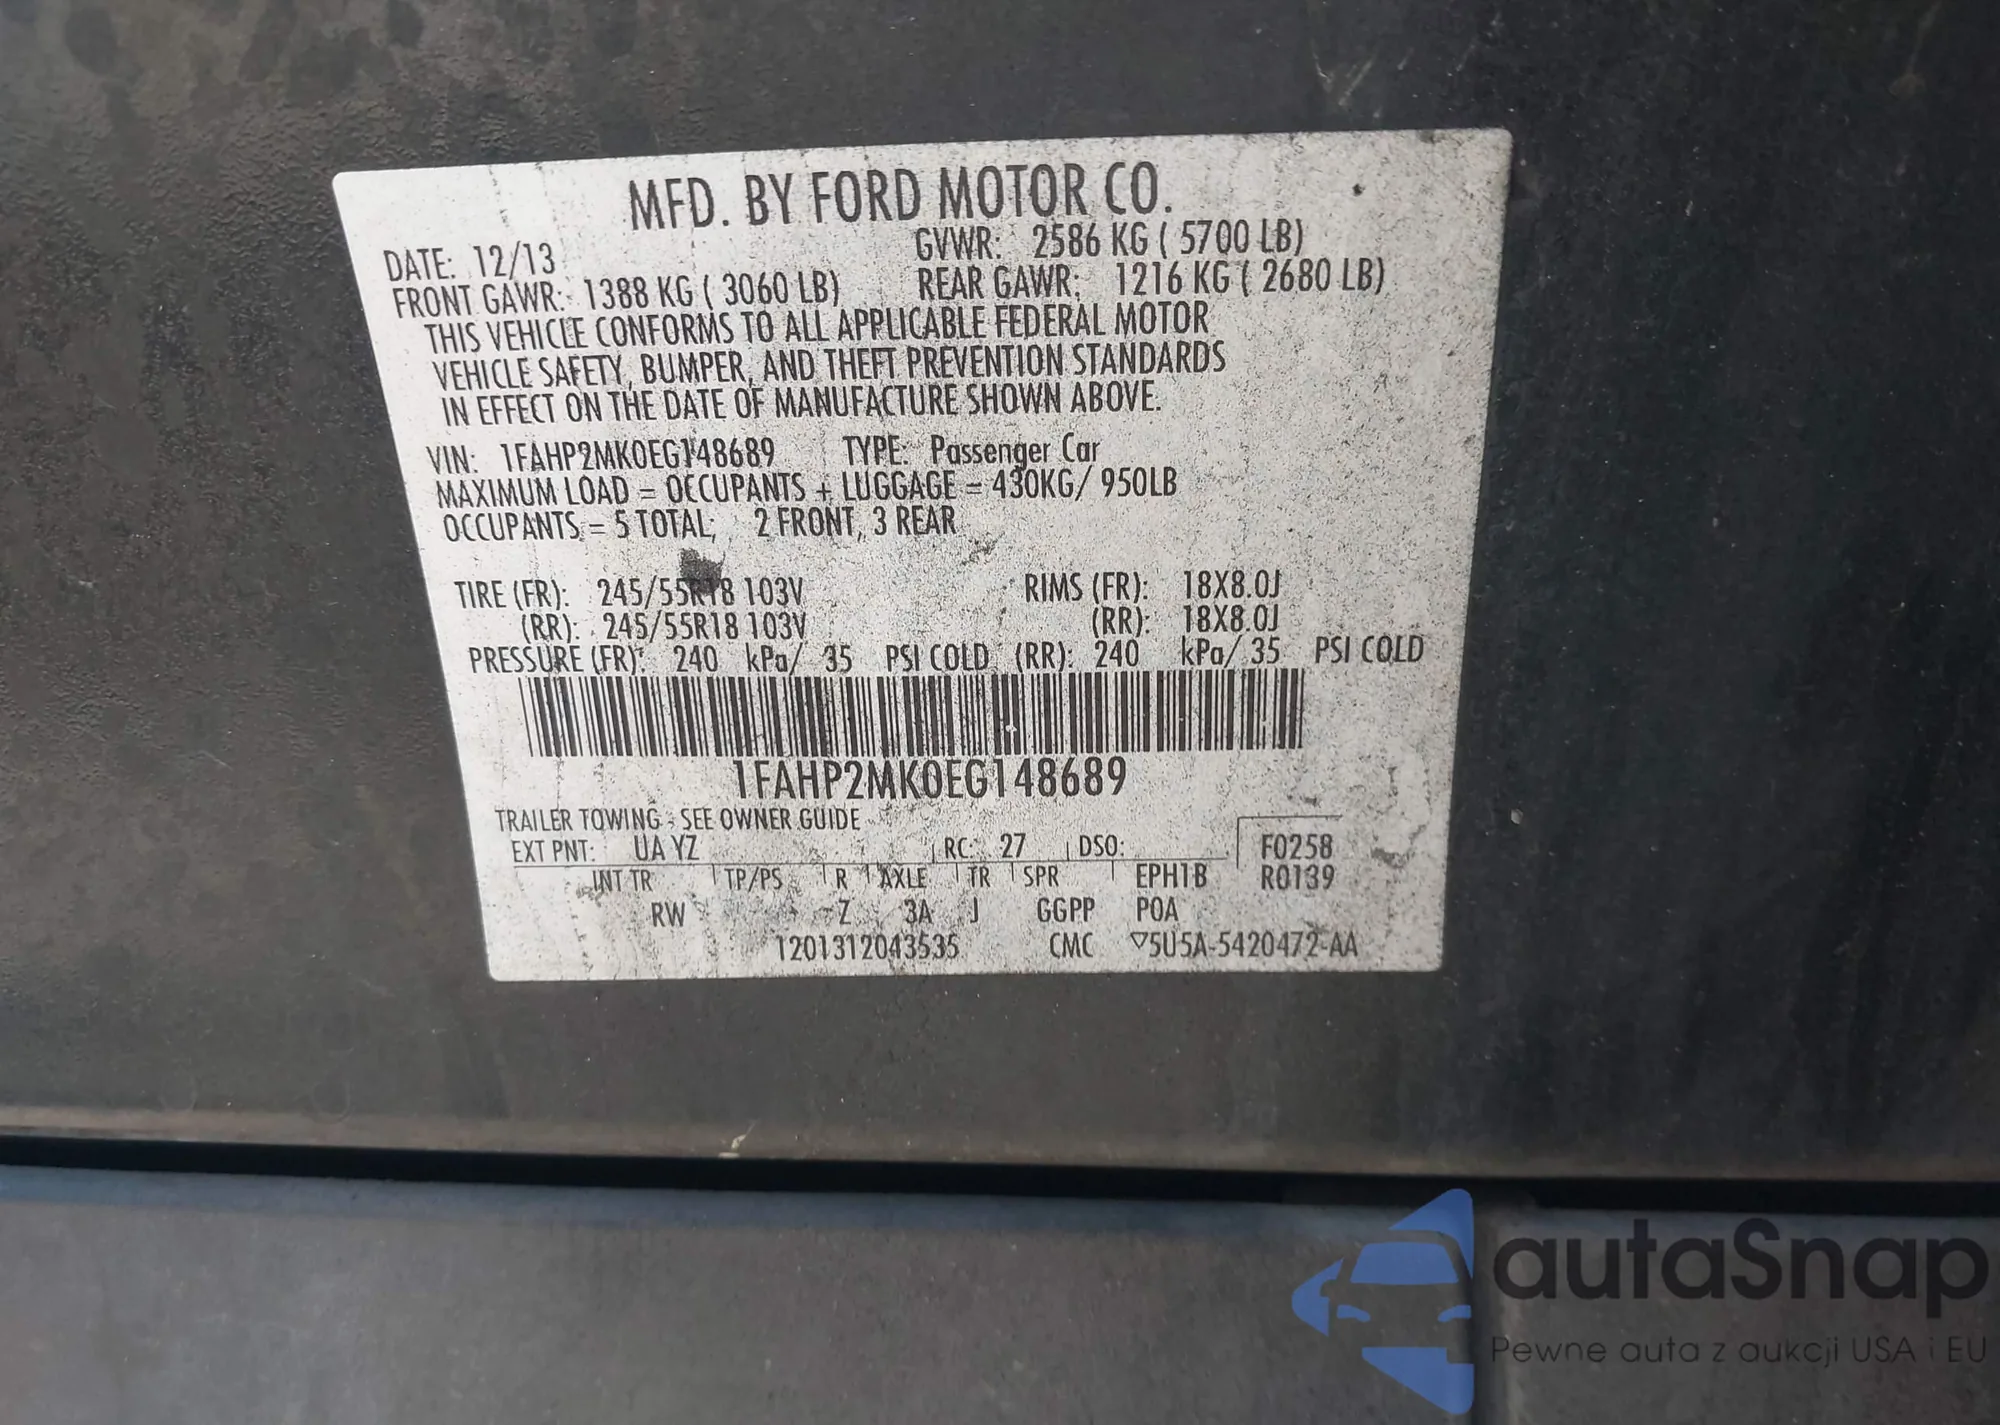 MFD. BY FORD MOTOR CO.
DATE: 12/13 GVWR: 2586 KG ( 5700 LB)
FRONT GAWR: 1388 KG ( 3060 LB) REAR GAWR: 1216 KG ( 2680 LB)
THIS VEHICLE CONFORMS TO ALL APPLICABLE FEDERAL MOTOR
VEHICLE SAFETY, BUMPER, AND THEFT PREVENTION STANDARDS
IN EFFECT ON THE DATE OF MANUFACTURE SHOWN ABOVE.
VIN: 1FAHP2MK0EG148689 TYPE: Passenger Car
MAXIMUM LOAD = OCCUPANTS + LUGGAGE = 430KG/ 950LB
OCCUPANTS = 5 TOTAL, 2 FRONT, 3 REAR
TIRE (FR): 245/55R18 103V RIMS (FR): 18X8.0J
(RR): 245/55R18 103V (RR): 18X8.0J
PRESSURE (FR): 240 kPa/ 35 PSI COLD (RR): 240 kPa/ 35 PSI COLD
1FAHP2MK0EG148689
TRAILER TOWING - SEE OWNER GUIDE
EXT PNT: UA YZ RC: 27 DSO: F0258
INT TR TP/PS R AXLE TR SPR EPH1B R0139
RW Z 3A J GGPP POA
1201312043535 CMC ▽5U5A-5420472-AA
autaSnap
Pewne auta z aukcji USA i EU